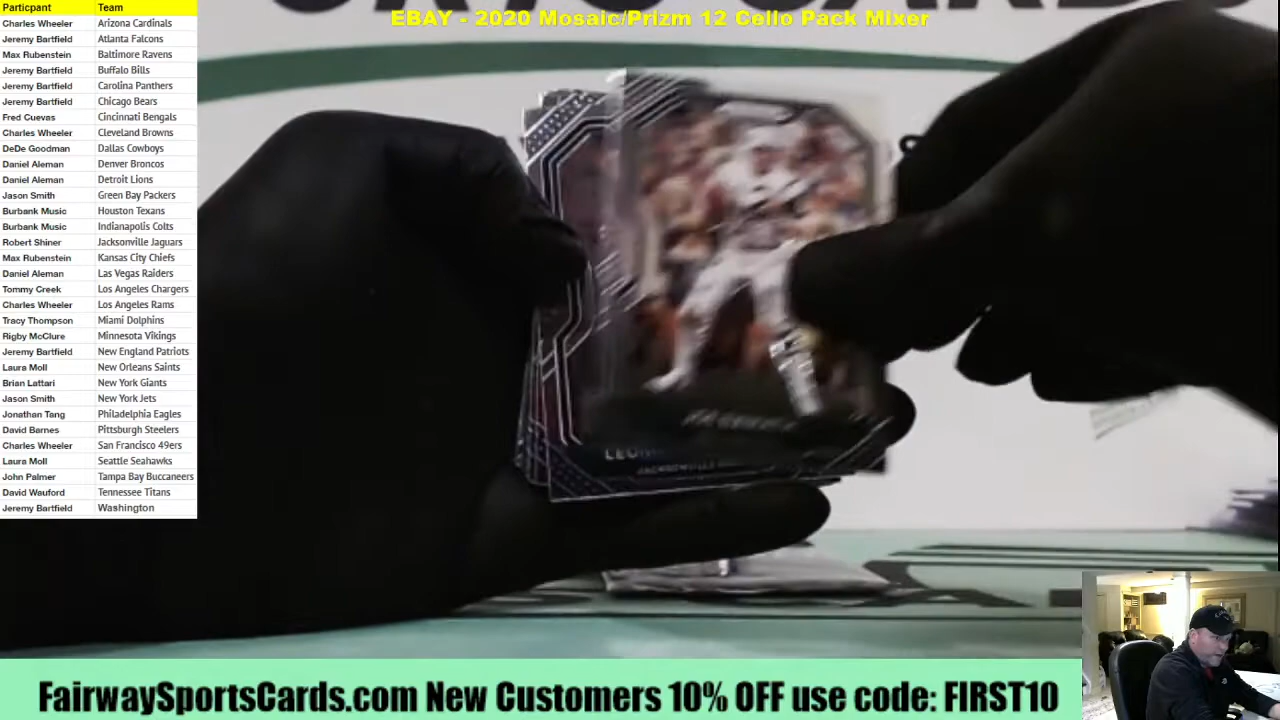 EBAY - 2020 Mosaic/Prizm 12 Cello Pack Mixer
Partcipant Team
Charles Wheeler Arizona Cardinals
Jeremy Bartfield Atlanta Falcons
Max Rubenstein Baltimore Ravens
Jeremy Bartfield Buffalo Bills
Jeremy Bartfield Carolina Panthers
Jeremy Bartfield Chicago Bears
Fred Cuevas Cincinnati Bengals
Charles Wheeler Cleveland Browns
DeDe Goodman Dallas Cowboys
Daniel Aleman Denver Broncos
Daniel Aleman Detroit Lions
Jason Smith Green Bay Packers
Burbank Music Houston Texans
Burbank Music Indianapolis Colts
Robert Shiner Jacksonville Jaguars
Max Rubenstein Kansas City Chiefs
Daniel Aleman Las Vegas Raiders
Tommy Creek Los Angeles Chargers
Charles Wheeler Los Angeles Rams
Tracy Thompson Miami Dolphins
Rigby McClure Minnesota Vikings
Jeremy Bartfield New England Patriots
Laura Moll New Orleans Saints
Brian Lattari New York Giants
Jason Smith New York Jets
Jonathan Tang Philadelphia Eagles
David Barnes Pittsburgh Steelers
Charles Wheeler San Francisco 49ers
Laura Moll Seattle Seahawks
John Palmer Tampa Bay Buccaneers
David Wauford Tennessee Titans
Jeremy Bartfield Washington
FairwaySportsCards.com New Customers 10% OFF use code: FIRST10